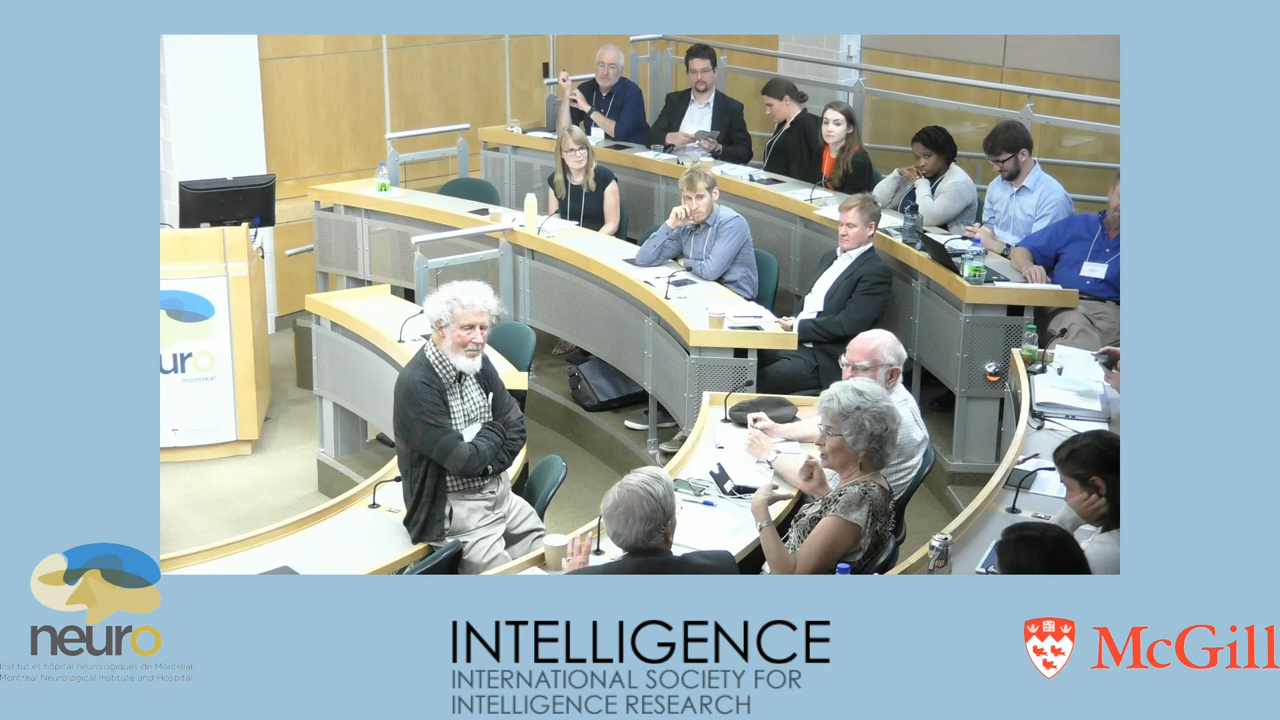 uro
montréal
neuro
Institut et hôpital neurologiques de Montréal
Montreal Neurological Institute and Hospital
INTELLIGENCE
INTERNATIONAL SOCIETY FOR
INTELLIGENCE RESEARCH
McGill